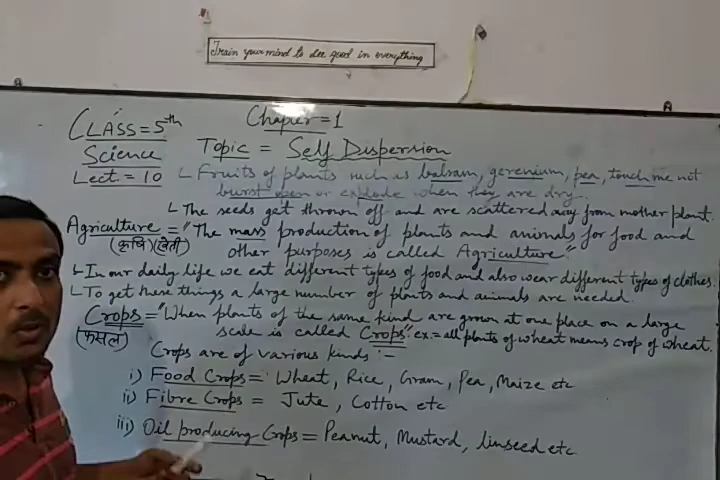 Train your mind to see good in everything
CLASS = 5th
Chapter = 1
Science
Topic = Self Dispersion
Lect. = 10
Fruits of plants such as balsam, gerenium, pea, touch me not
burst open or explode when they are dry.
The seeds get thrown off and are scattered away from mother plant.
Agriculture = "The mass production of plants and animals for food and
(कृषि) (खेती) other purposes is called Agriculture."
In our daily life we eat different types of food and also wear different types of clothes.
To get these things a large number of plants and animals are needed.
Crops = "When plants of the same kind are grown at one place on a large
(फसल) scale is called Crops" ex. = all plants of wheat means crop of wheat.
Crops are of various kinds :-
i) Food Crops = Wheat, Rice, Gram, Pea, Maize etc
ii) Fibre Crops = Jute, Cotton etc
iii) Oil producing Crops = Peanut, Mustard, linseed etc.